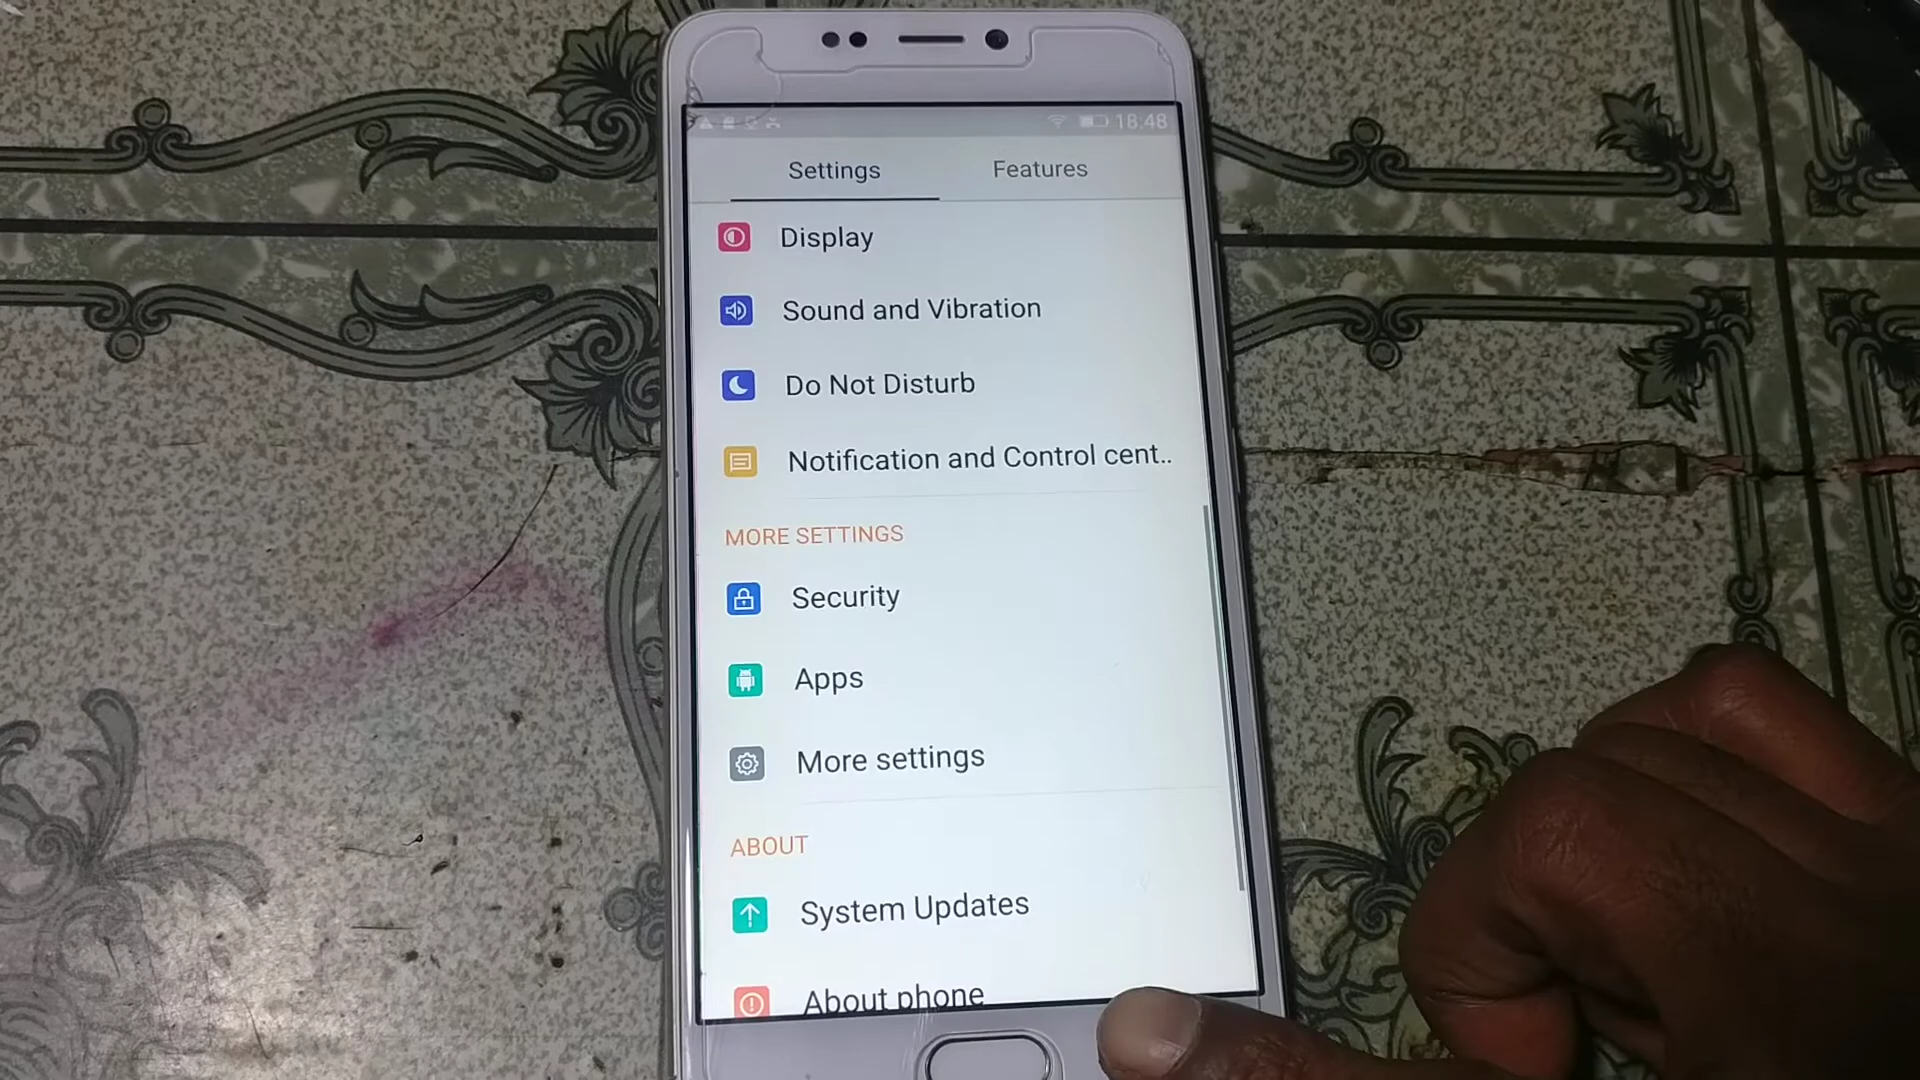 18:48
Settings Features
Display
Sound and Vibration
Do Not Disturb
Notification and Control cent..
MORE SETTINGS
Security
Apps
More settings
ABOUT
System Updates
About phone